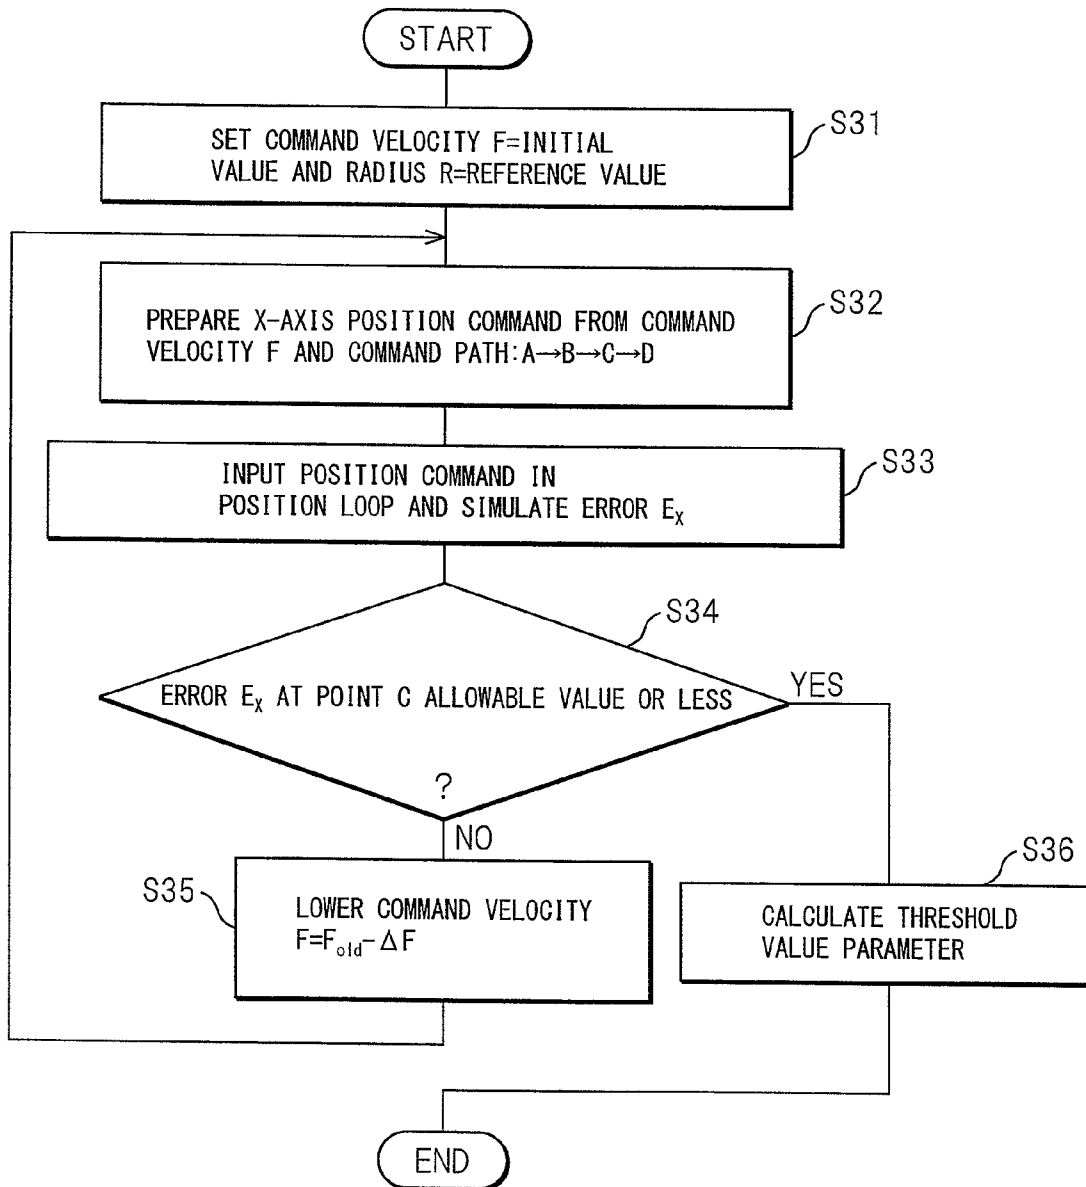 START
S31
SET COMMAND VELOCITY F=INITIAL
VALUE AND RADIUS R=REFERENCE VALUE
S32
PREPARE X-AXIS POSITION COMMAND FROM COMMAND
VELOCITY F AND COMMAND PATH:A→B→C→D
S33
INPUT POSITION COMMAND IN
POSITION LOOP AND SIMULATE ERROR EX
S34
ERROR EX AT POINT C ALLOWABLE VALUE OR LESS
?
YES
NO
S35
LOWER COMMAND VELOCITY
F=Fold-ΔF
S36
CALCULATE THRESHOLD
VALUE PARAMETER
END